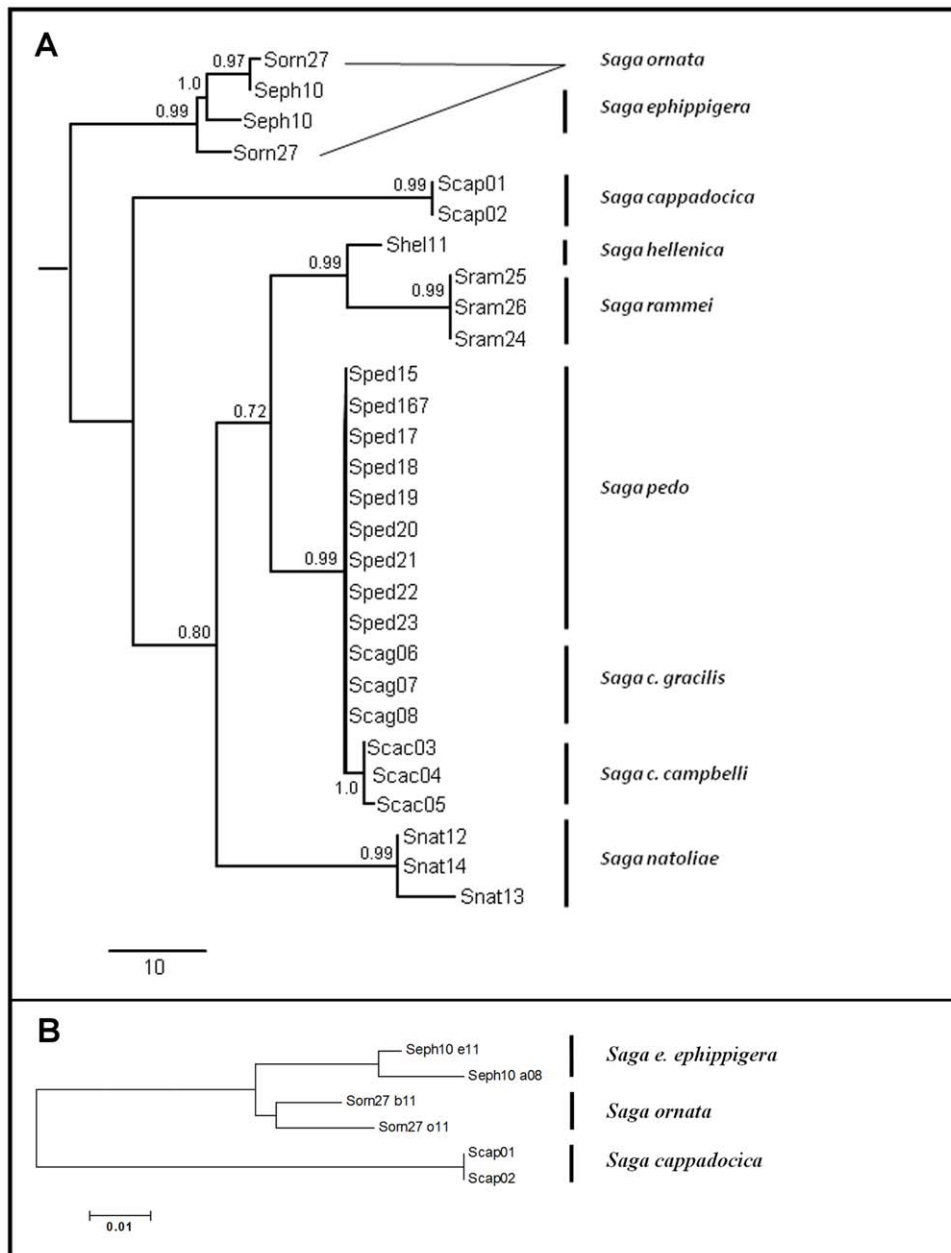 A
0.97 Sorn27
Saga ornata
1.0 Seph10
Saga ephippigera
0.99 Seph10
Sorn27
0.99 Scap01
Saga cappadocica
Scap02
Shel11
Saga hellenica
0.99
Sram25
0.99 Sram26
Saga rammei
Sram24
Sped15
Sped167
0.72
Sped17
Sped18
Sped19
Saga pedo
Sped20
0.99 Sped21
Sped22
Sped23
0.80
Scag06
Scag07
Saga c. gracilis
Scag08
Scac03
Scac04
Saga c. campbelli
1.0
Scac05
Snat12
0.99
Snat14
Saga natoliae
Snat13
10
B
Seph10 e11
Saga e. ephippigera
Seph10 a08
Sorn27 b11
Saga ornata
Sorn27 o11
Scap01
Saga cappadocica
Scap02
0.01